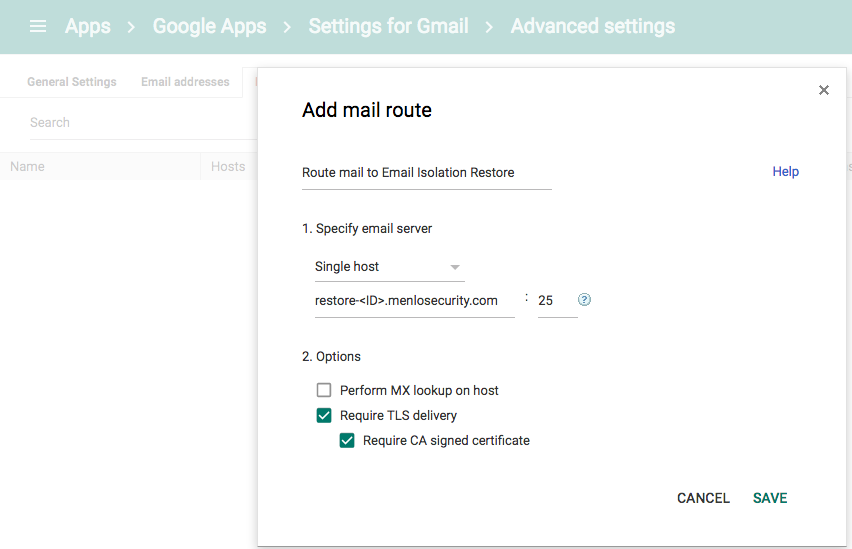 Apps > Google Apps > Settings for Gmail > Advanced settings
General Settings Email addresses
Search
Name Hosts
Add mail route
×
Route mail to Email Isolation Restore Help
1. Specify email server
Single host
restore-<ID>.menlosecurity.com : 25 ?
2. Options
Perform MX lookup on host
Require TLS delivery
Require CA signed certificate
CANCEL SAVE